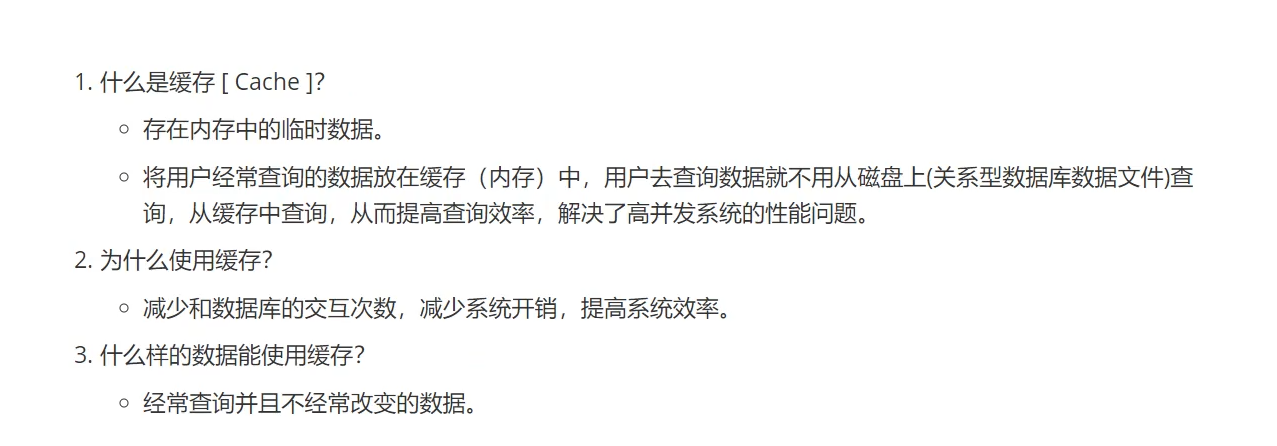 1. 什么是缓存 [ Cache ]?
○ 存在内存中的临时数据。
○ 将用户经常查询的数据放在缓存（内存）中，用户去查询数据就不用从磁盘上(关系型数据库数据文件)查
询，从缓存中查询，从而提高查询效率，解决了高并发系统的性能问题。
2. 为什么使用缓存?
○ 减少和数据库的交互次数，减少系统开销，提高系统效率。
3. 什么样的数据能使用缓存?
○ 经常查询并且不经常改变的数据。